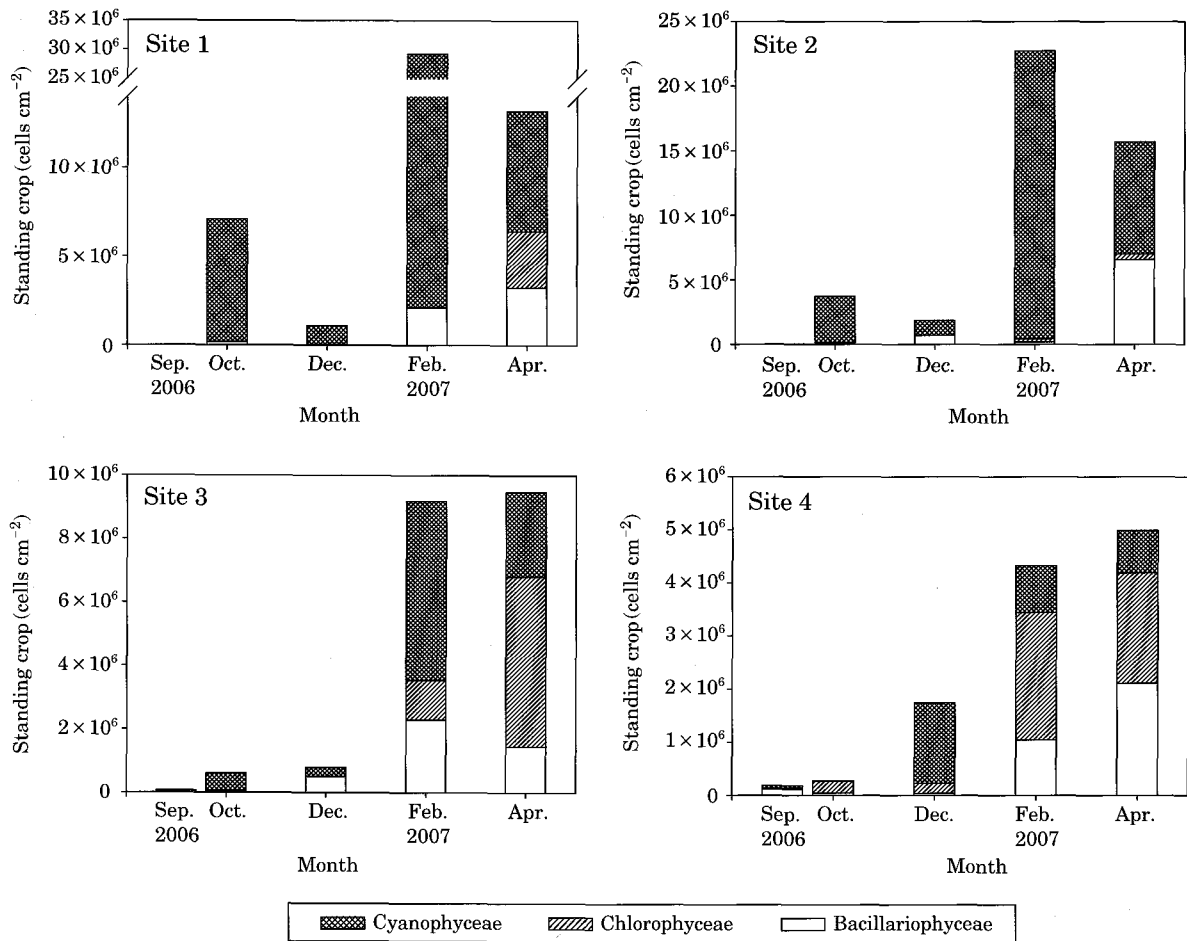 Site 1
Standing crop (cells cm⁻²)
35 × 10⁶
30 × 10⁶
25 × 10⁶
10 × 10⁶
5 × 10⁶
0
Sep. Oct. Dec. Feb. Apr.
2006 2007
Month
Site 2
Standing crop (cells cm⁻²)
25 × 10⁶
20 × 10⁶
15 × 10⁶
10 × 10⁶
5 × 10⁶
0
Sep. Oct. Dec. Feb. Apr.
2006 2007
Month
Site 3
Standing crop (cells cm⁻²)
10 × 10⁶
8 × 10⁶
6 × 10⁶
4 × 10⁶
2 × 10⁶
0
Sep. Oct. Dec. Feb. Apr.
2006 2007
Month
Site 4
Standing crop (cells cm⁻²)
6 × 10⁶
5 × 10⁶
4 × 10⁶
3 × 10⁶
2 × 10⁶
1 × 10⁶
0
Sep. Oct. Dec. Feb. Apr.
2006 2007
Month
Cyanophyceae Chlorophyceae Bacillariophyceae